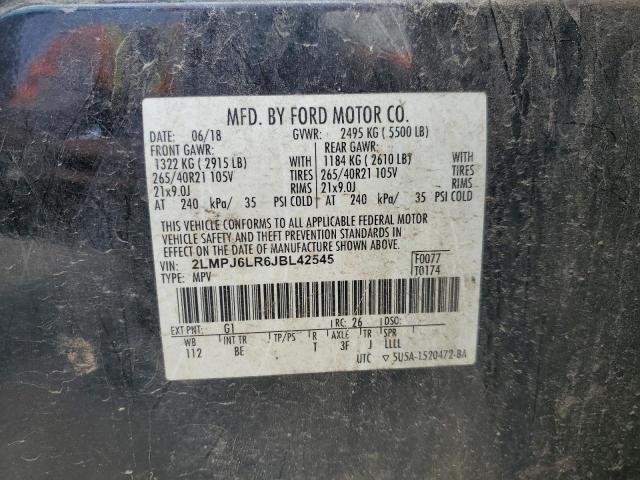 MFD. BY FORD MOTOR CO.
DATE: 06/18 GVWR: 2495 KG ( 5500 LB)
FRONT GAWR: REAR GAWR:
1322 KG ( 2915 LB) WITH 1184 KG ( 2610 LB) WITH
265/40R21 105V TIRES 265/40R21 105V TIRES
21x9.0J RIMS 21x9.0J RIMS
AT 240 kPa/ 35 PSI COLD AT 240 kPa/ 35 PSI COLD
THIS VEHICLE CONFORMS TO ALL APPLICABLE FEDERAL MOTOR
VEHICLE SAFETY AND THEFT PREVENTION STANDARDS IN
EFFECT ON THE DATE OF MANUFACTURE SHOWN ABOVE.
VIN: 2LMPJ6LR6JBL42545 F0077
TYPE: MPV T0174
EXT PNT: G1 RC: 26 DSO:
WB INT TR TP/PS R AXLE TR SPR
112 BE T 3F J LLLL
UTC ▽ 5U5A-1520472-BA